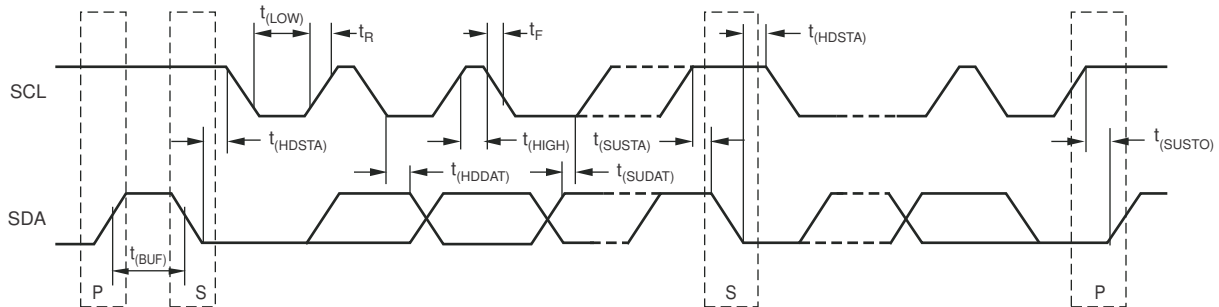 t(LOW)
tR
tF
t(HDSTA)
SCL
t(HDSTA)
t(HIGH)
t(SUSTA)
t(SUSTO)
t(HDDAT)
t(SUDAT)
SDA
t(BUF)
P
S
S
P